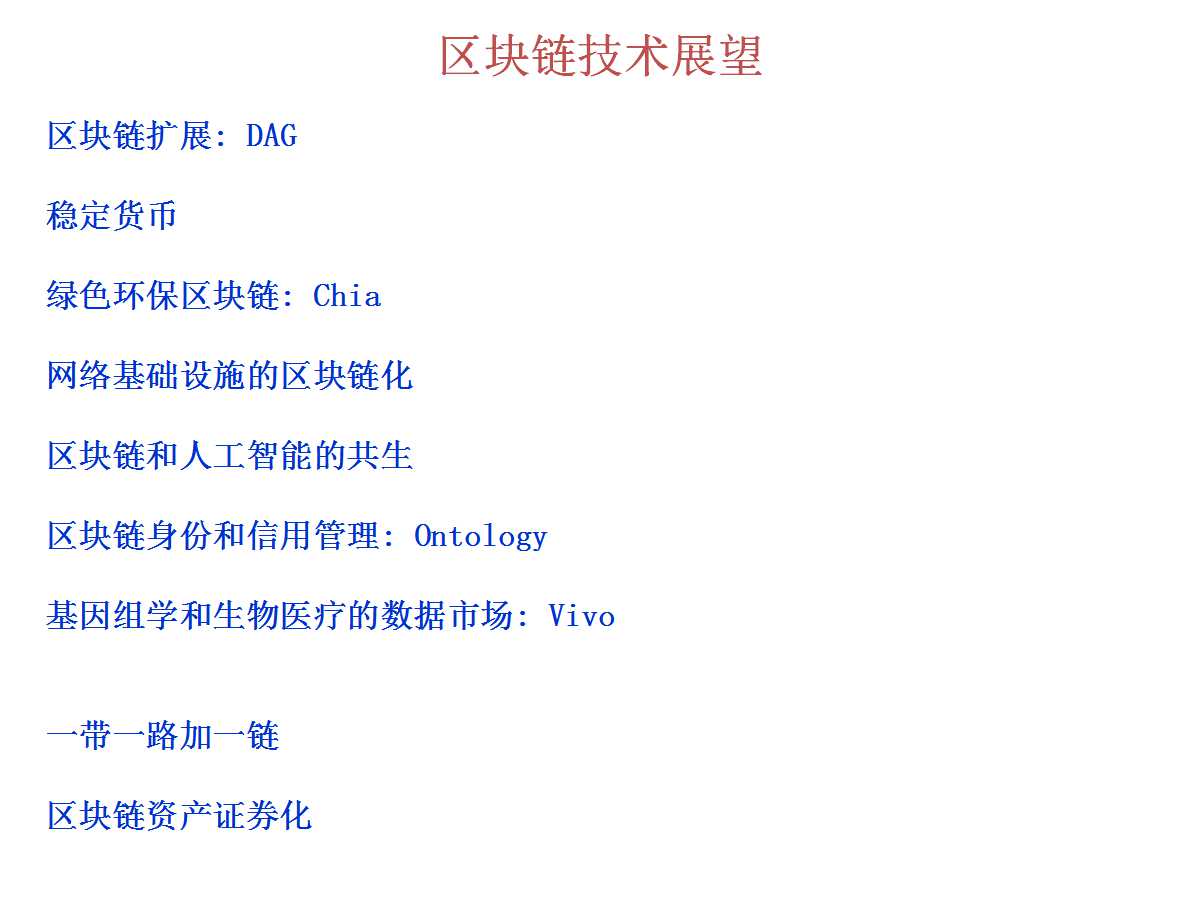 区块链技术展望
区块链扩展: DAG
稳定货币
绿色环保区块链: Chia
网络基础设施的区块链化
区块链和人工智能的共生
区块链身份和信用管理: Ontology
基因组学和生物医疗的数据市场: Vivo
一带一路加一链
区块链资产证券化